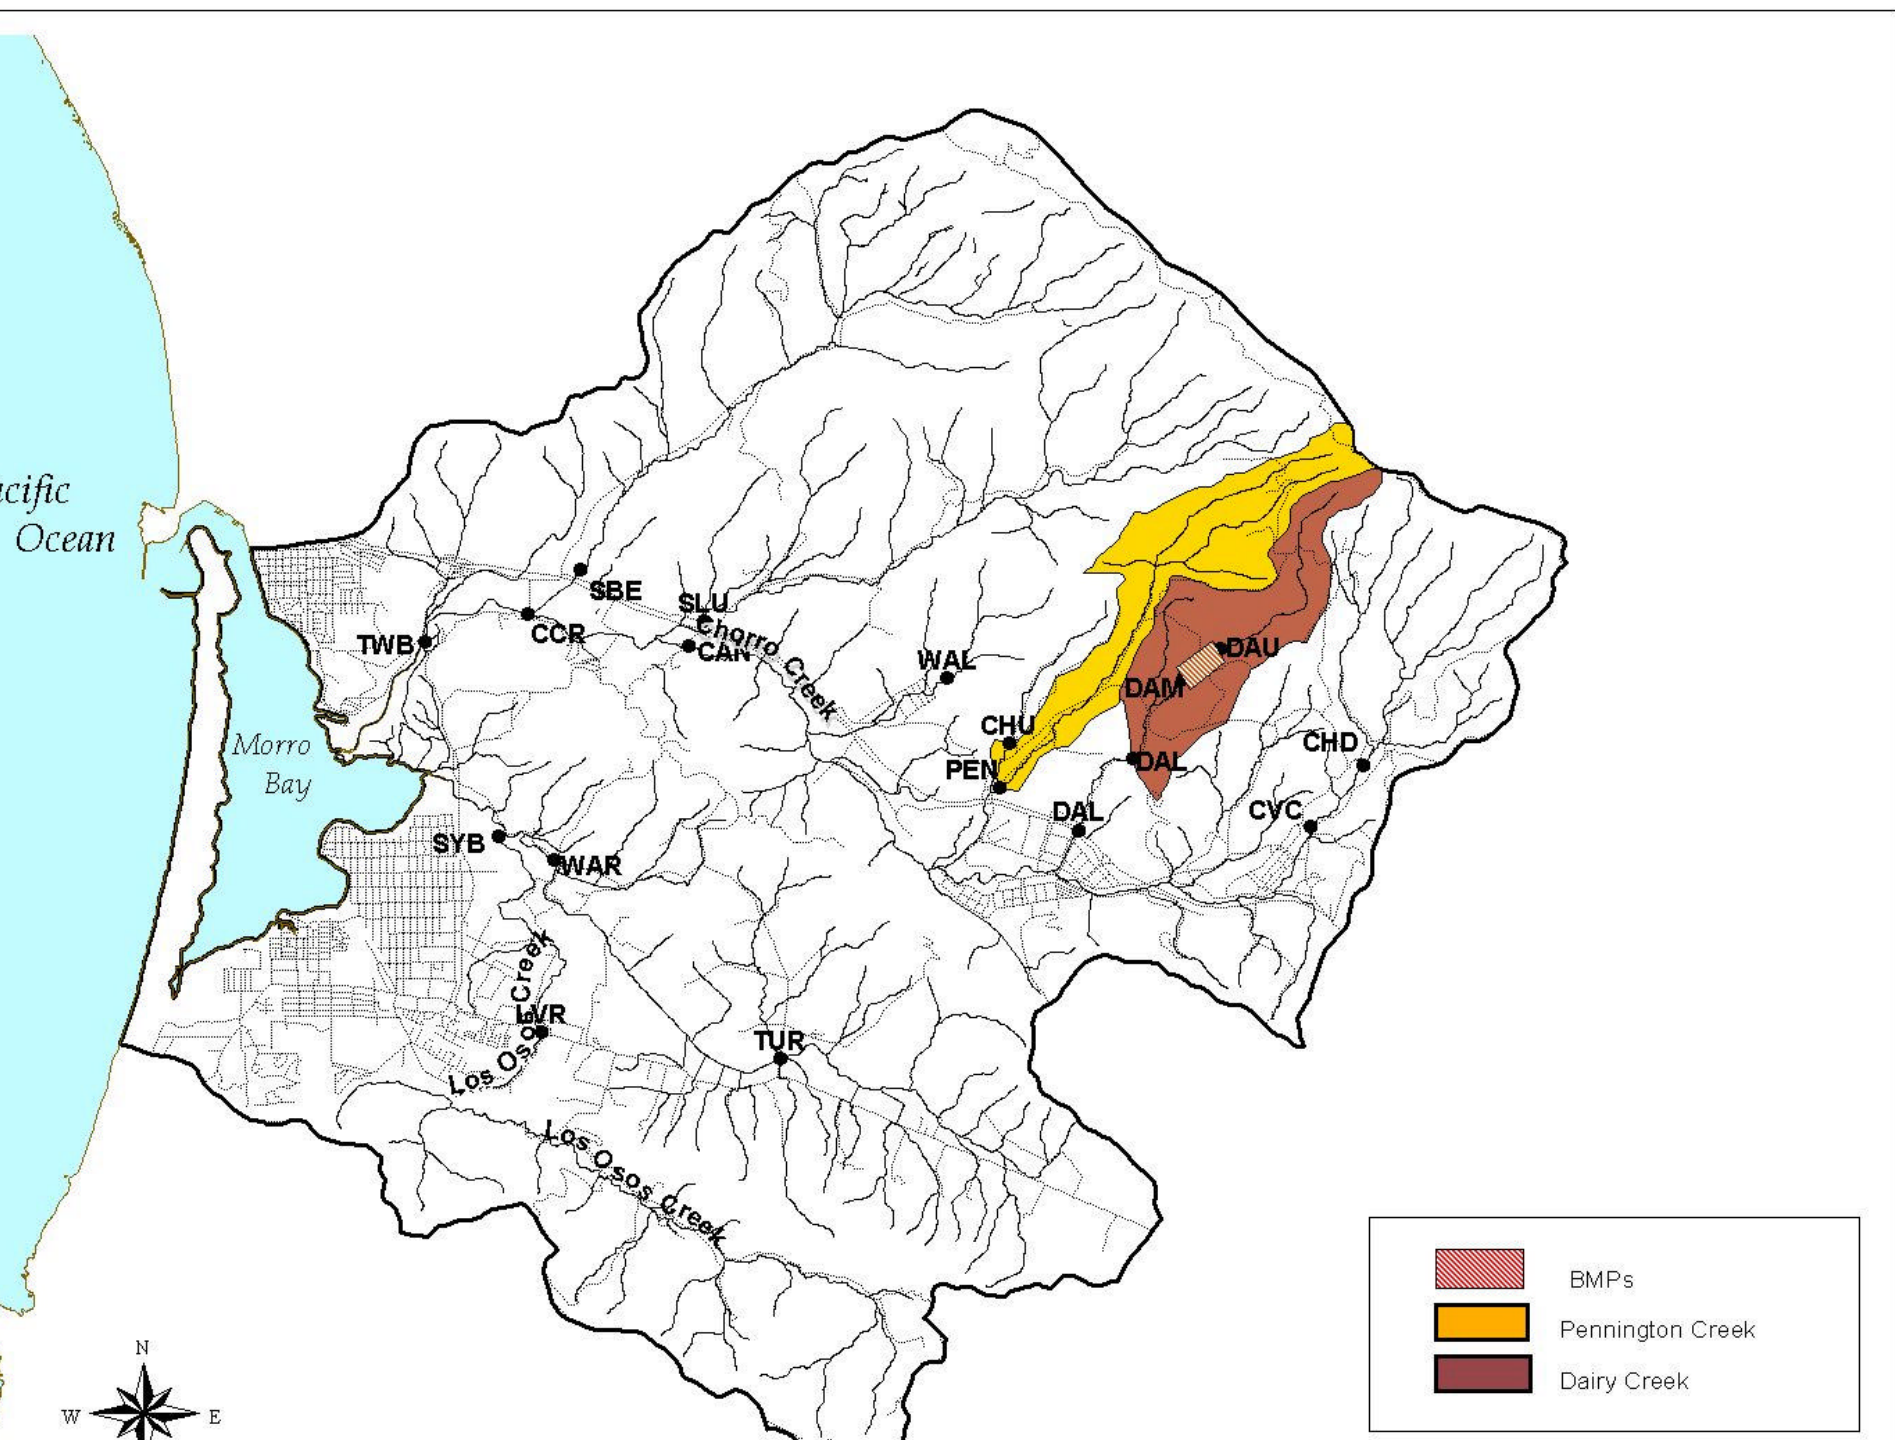 acific
Ocean
SBE
SLU
CCR
Chorro Creek
TWB
CAN
DAU
WAL
DAM
CHU
Morro
Bay
CHD
DAL
PEN
DAL
CVC
SYB
WAR
LVR
Los Osos Creek
TUR
Los Osos Creek
BMPs
Pennington Creek
Dairy Creek
N
W
E